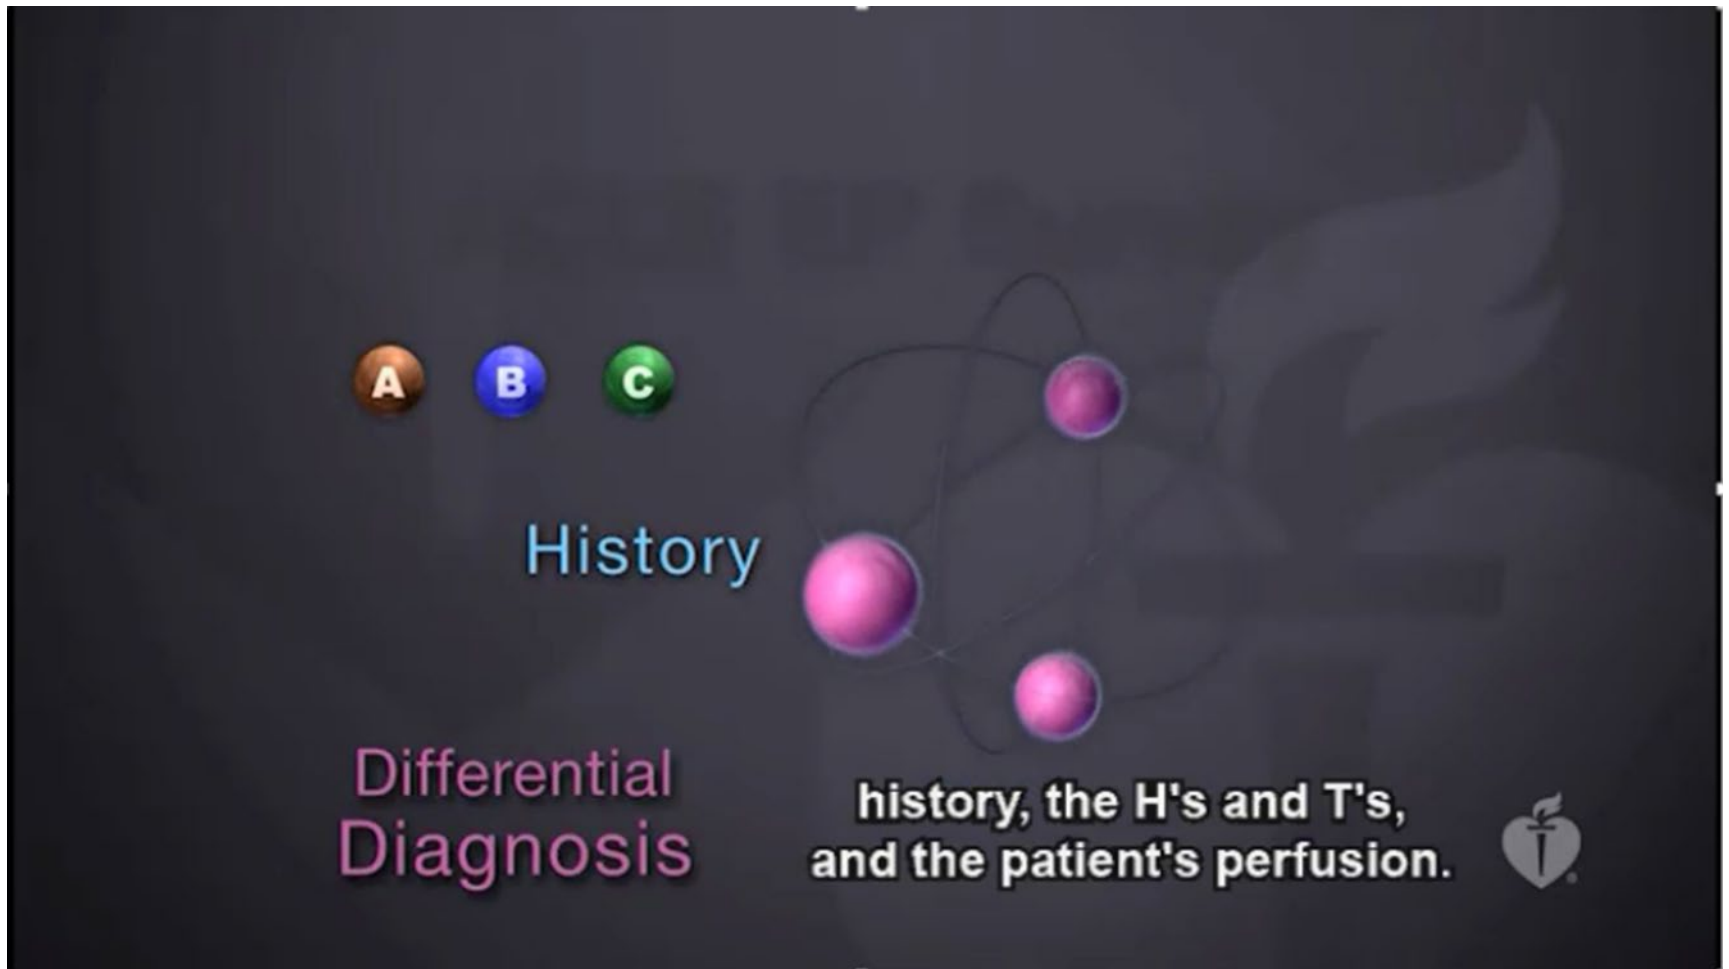 A B C
History
Differential
Diagnosis
history, the H's and T's,
and the patient's perfusion.